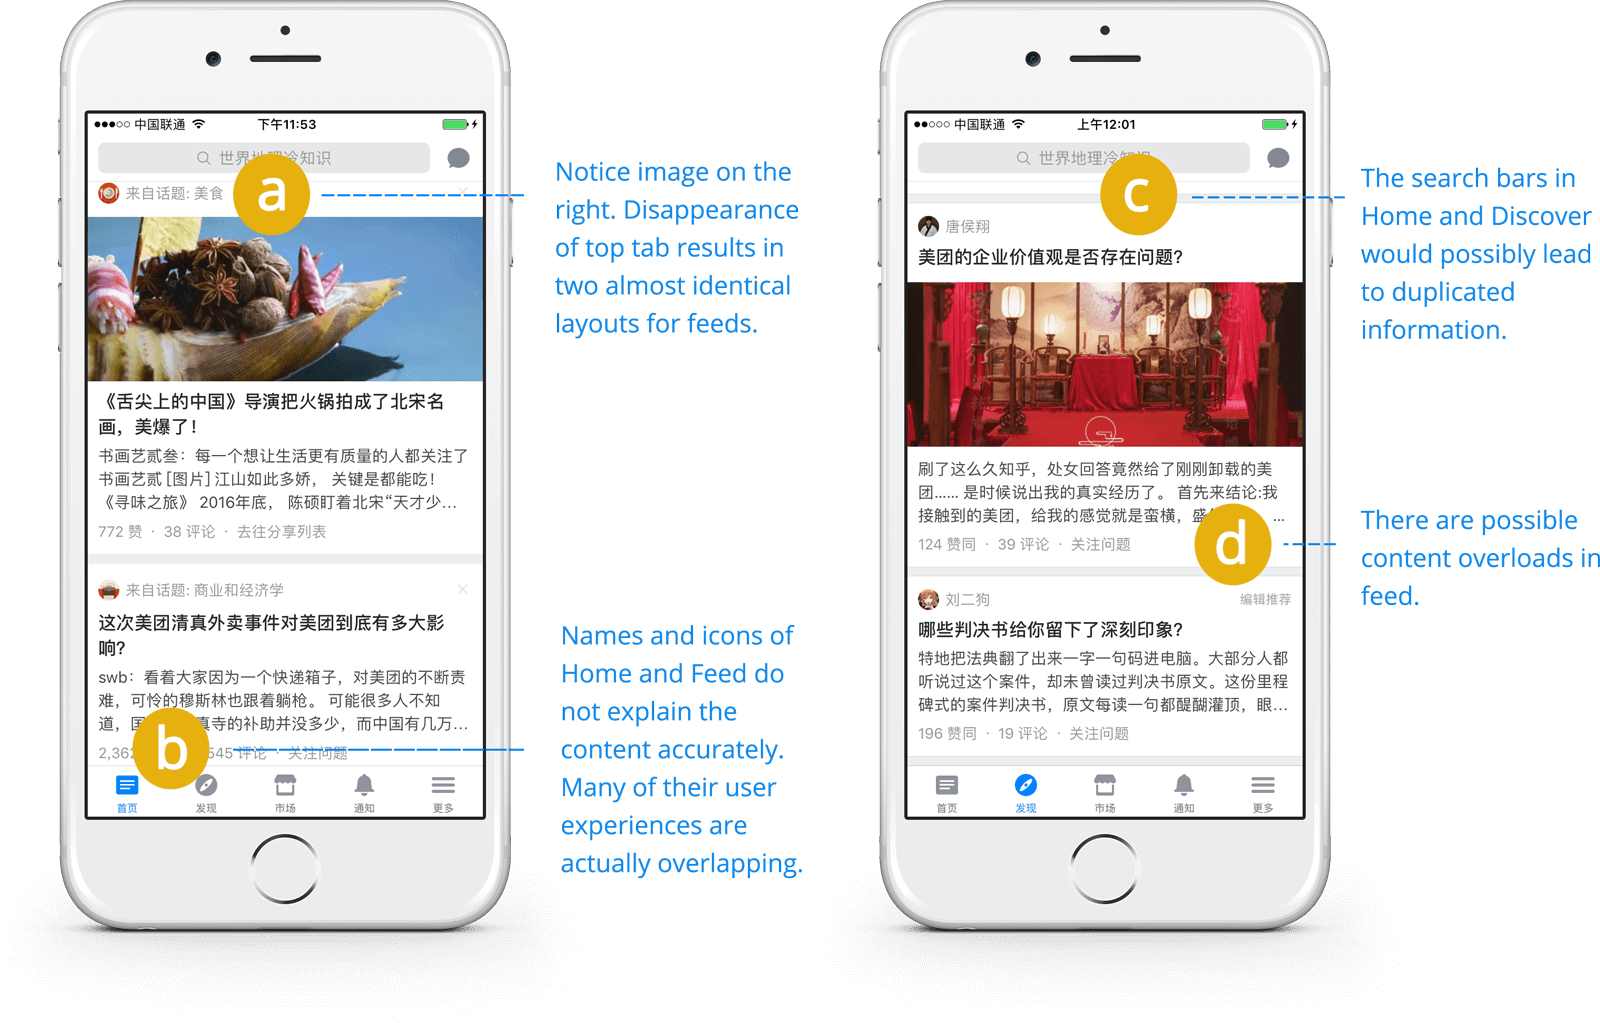 中国联通
下午11:53
世界地理冷知识
来自话题: 美食
a
《舌尖上的中国》导演把火锅拍成了北宋名
画，美爆了！
书画艺贰叁：每一个想让生活更有质量的人都关注了
书画艺贰 [图片] 江山如此多娇， 关键是都能吃！
《寻味之旅》 2016年底， 陈硕盯着北宋“天才少...
772 赞 · 38 评论 · 去往分享列表
来自话题: 商业和经济学
这次美团清真外卖事件对美团到底有多大影
响？
swb：看着大家因为一个快递箱子，对美团的不断责
难，可怜的穆斯林也跟着躺枪。 可能很多人不知
道，国 真寺的补助并没多少，而中国有几万...
2,362 545 评论 · 关注问题
b
首页 发现 市场 通知 更多
Notice image on the
right. Disappearance
of top tab results in
two almost identical
layouts for feeds.
Names and icons of
Home and Feed do
not explain the
content accurately.
Many of their user
experiences are
actually overlapping.
中国联通
上午12:01
世界地理冷知识
c
唐侯翔
美团的企业价值观是否存在问题？
刷了这么久知乎，处女回答竟然给了刚刚卸载的美
团...... 是时候说出我的真实经历了。 首先来结论:我
接触到的美团，给我的感觉就是蛮横，盛 ...
124 赞同 · 39 评论 · 关注问题
d
刘二狗
编辑推荐
哪些判决书给你留下了深刻印象？
特地把法典翻了出来一字一句码进电脑。大部分人都
听说过这个案件，却未曾读过判决书原文。这份里程
碑式的案件判决书，原文每读一句都醍醐灌顶，眼...
196 赞同 · 19 评论 · 关注问题
首页 发现 市场 通知 更多
The search bars in
Home and Discover
would possibly lead
to duplicated
information.
There are possible
content overloads in
feed.